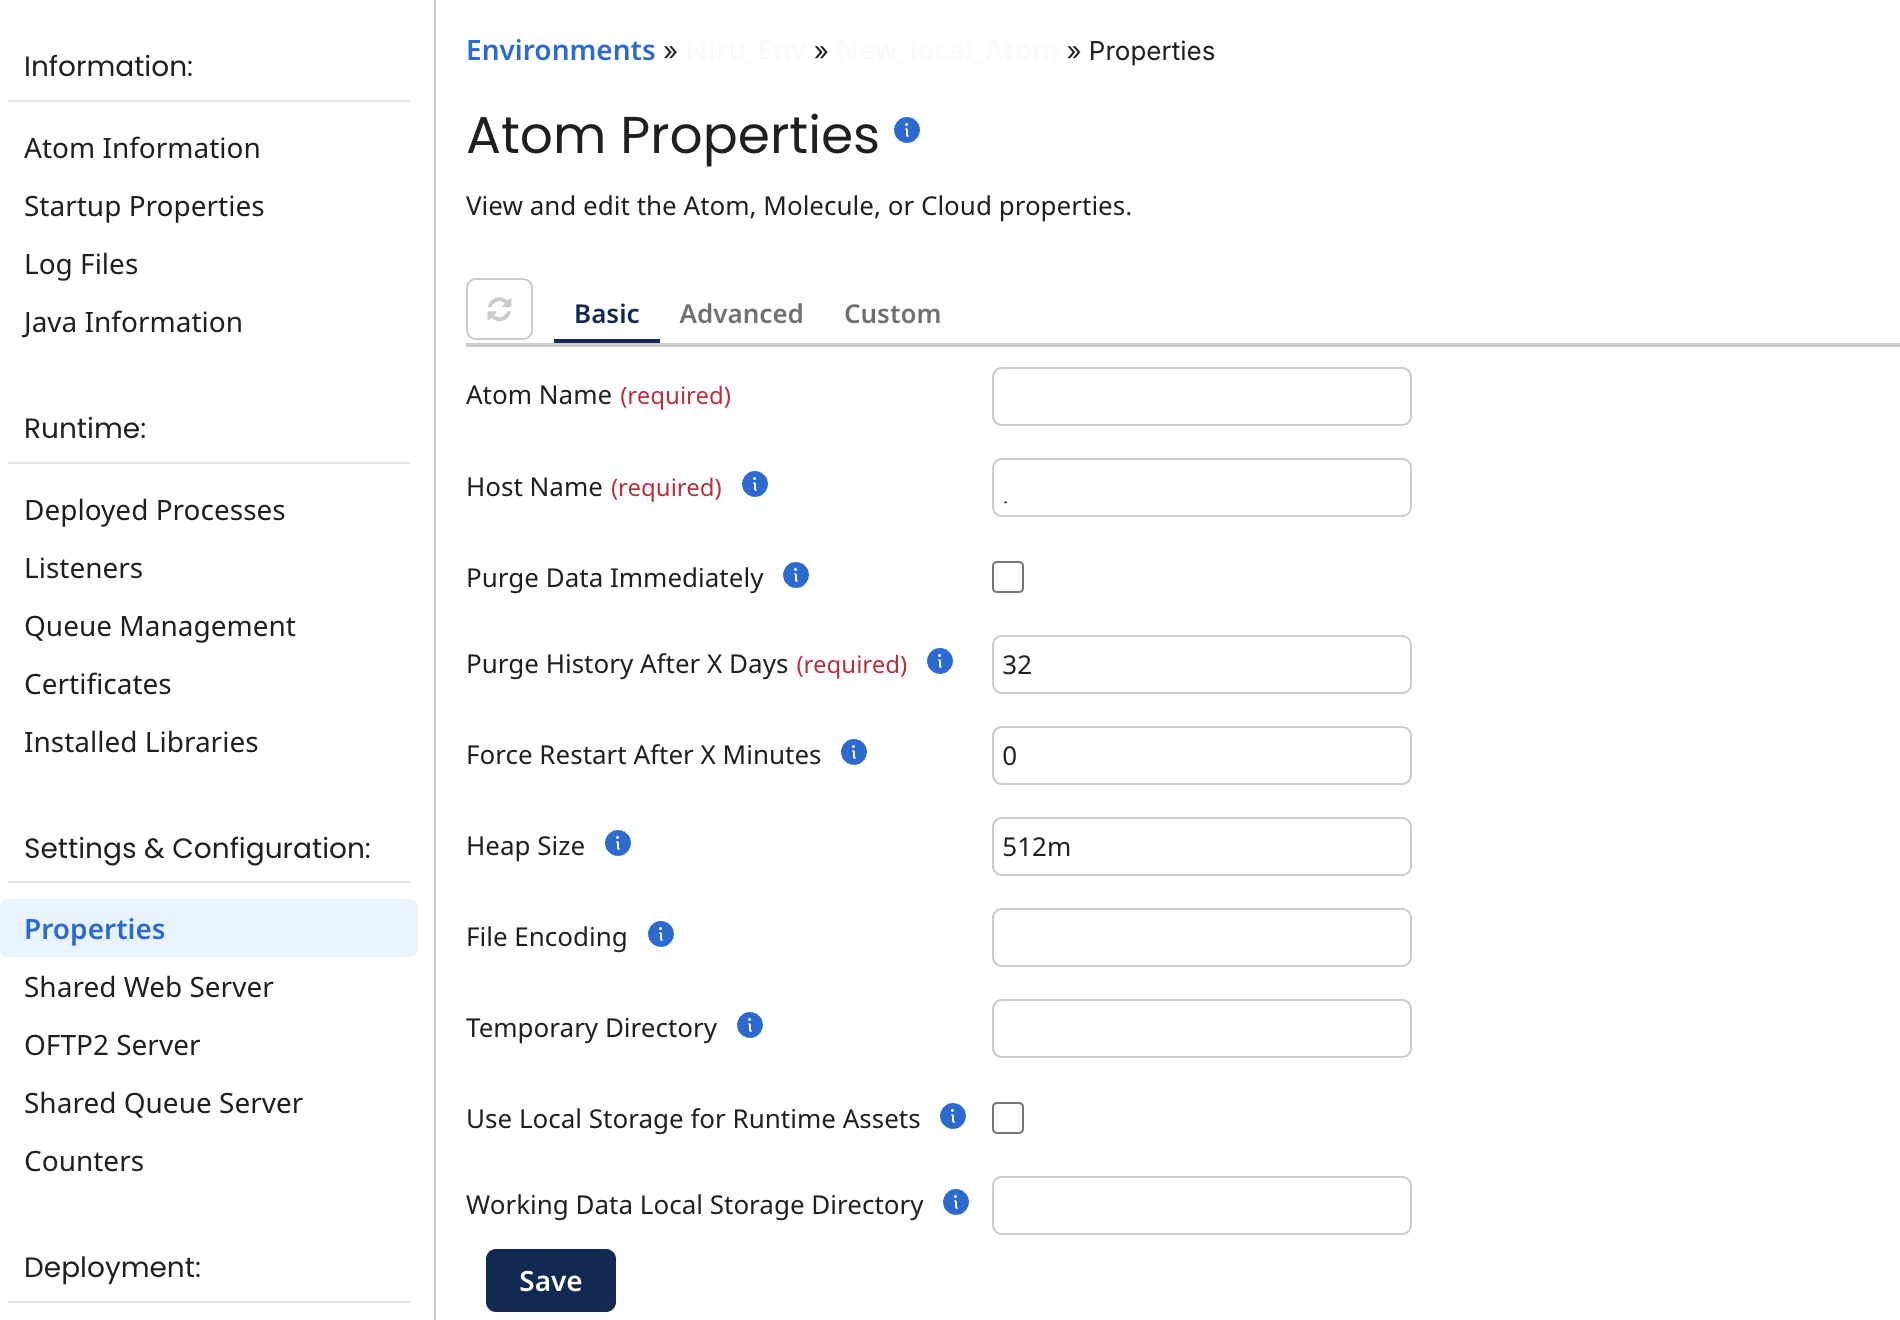 Information:
Atom Information
Startup Properties
Log Files
Java Information
Runtime:
Deployed Processes
Listeners
Queue Management
Certificates
Installed Libraries
Settings & Configuration:
Properties
Shared Web Server
OFTP2 Server
Shared Queue Server
Counters
Deployment:
Environments » Niru_Env » New_local_Atom » Properties
Atom Properties
View and edit the Atom, Molecule, or Cloud properties.
Basic Advanced Custom
Atom Name (required)
Host Name (required) .
Purge Data Immediately
Purge History After X Days (required) 32
Force Restart After X Minutes 0
Heap Size 512m
File Encoding
Temporary Directory
Use Local Storage for Runtime Assets
Working Data Local Storage Directory
Save